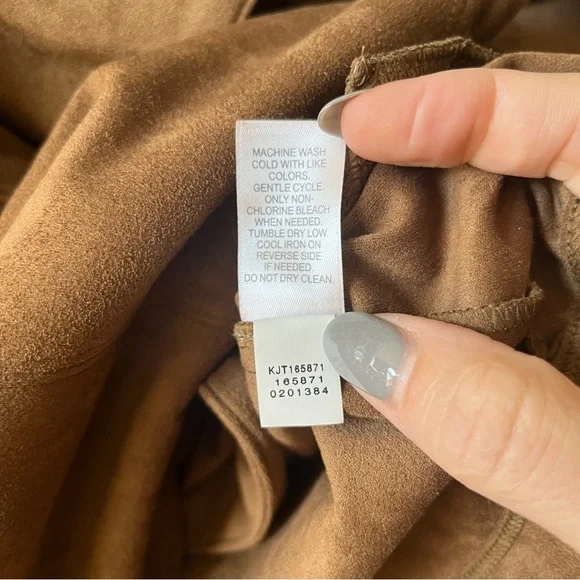 MACHINE WASH
COLD WITH LIKE
COLORS.
GENTLE CYCLE.
ONLY NON-
CHLORINE BLEACH
WHEN NEEDED.
TUMBLE DRY LOW.
COOL IRON ON
REVERSE SIDE
IF NEEDED.
DO NOT DRY CLEAN.
KJT165871
165871
0201384